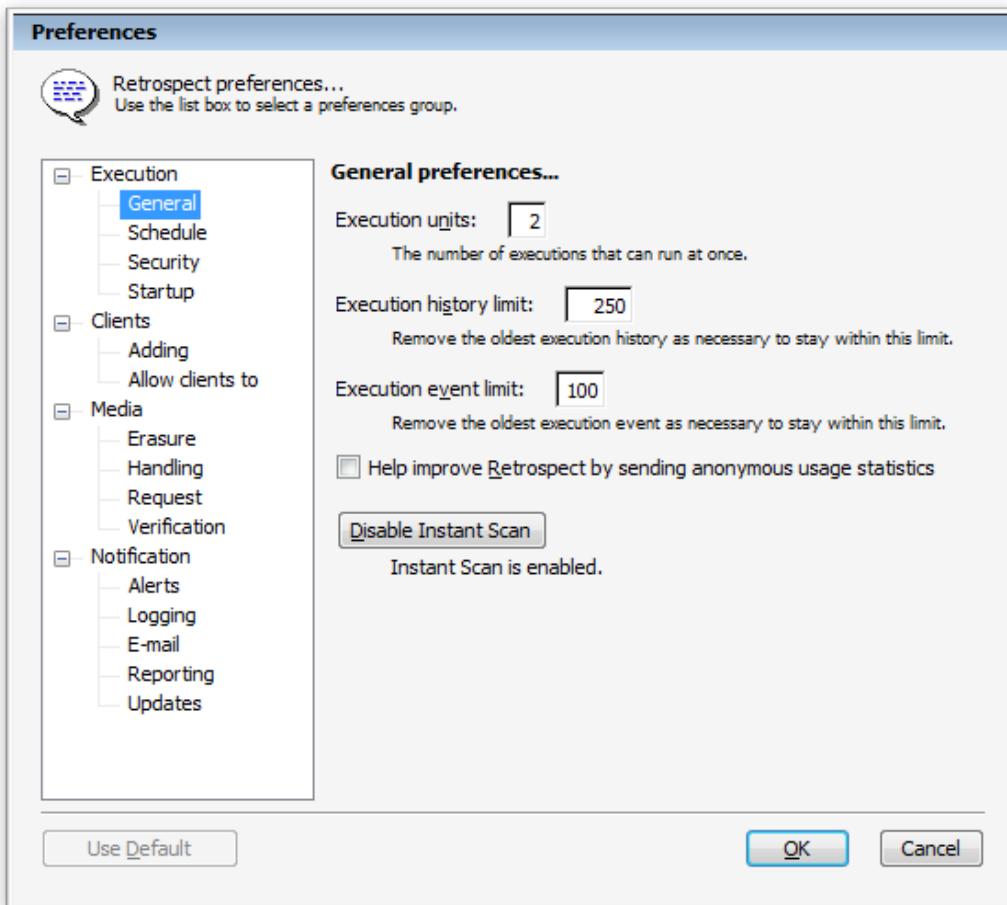 Preferences
Retrospect preferences...
Use the list box to select a preferences group.
Execution
General
Schedule
Security
Startup
Clients
Adding
Allow clients to
Media
Erasure
Handling
Request
Verification
Notification
Alerts
Logging
E-mail
Reporting
Updates
General preferences...
Execution units: 2
The number of executions that can run at once.
Execution history limit: 250
Remove the oldest execution history as necessary to stay within this limit.
Execution event limit: 100
Remove the oldest execution event as necessary to stay within this limit.
Help improve Retrospect by sending anonymous usage statistics
Disable Instant Scan
Instant Scan is enabled.
Use Default
OK
Cancel